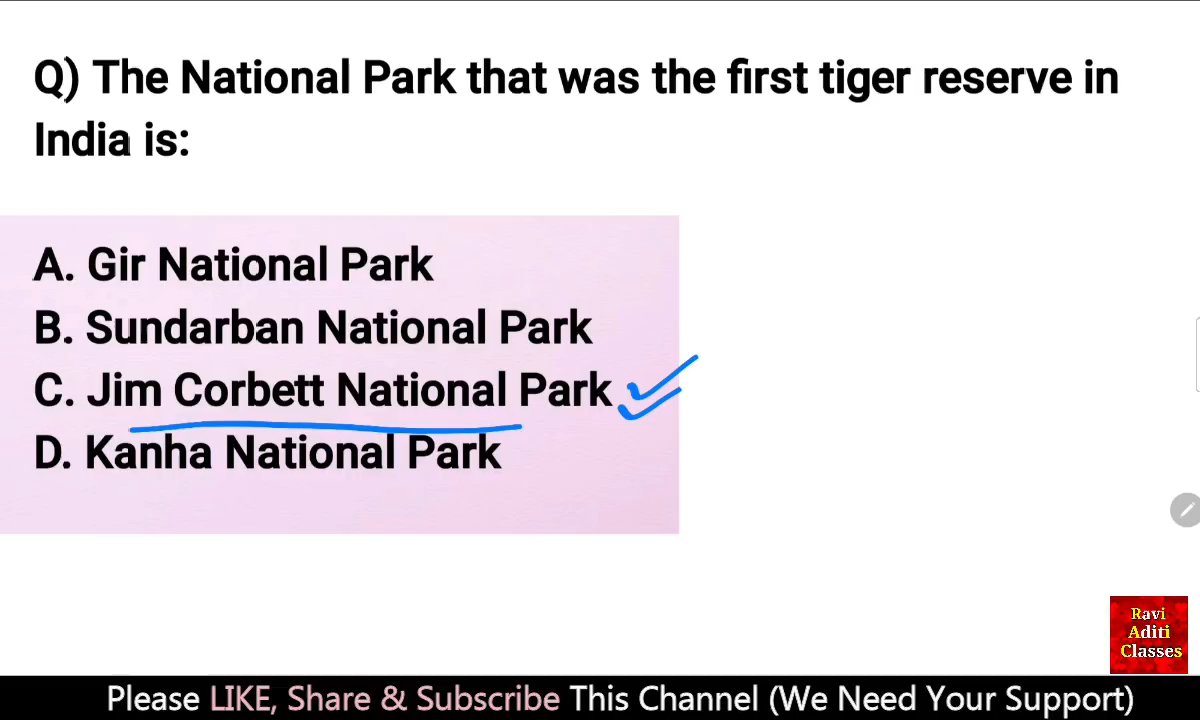 Q) The National Park that was the first tiger reserve in
India is:
A. Gir National Park
B. Sundarban National Park
C. Jim Corbett National Park
D. Kanha National Park
Ravi
Aditi
Classes
Please LIKE, Share & Subscribe This Channel (We Need Your Support)